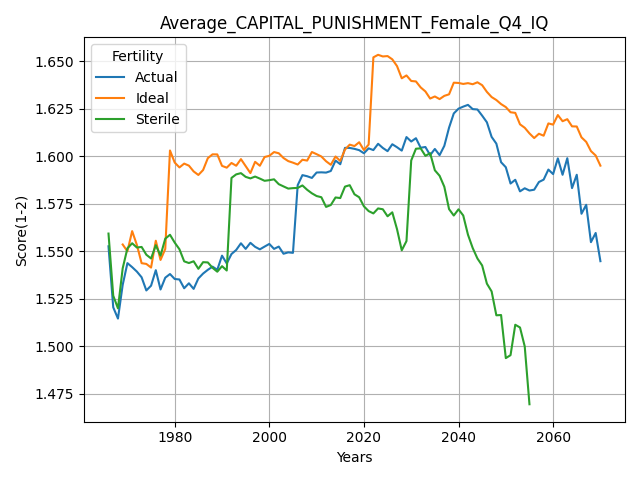 Average_CAPITAL_PUNISHMENT_Female_Q4_IQ
Fertility
Actual
Ideal
Sterile
Score(1-2)
1.650
1.625
1.600
1.575
1.550
1.525
1.500
1.475
1980
2000
2020
2040
2060
Years